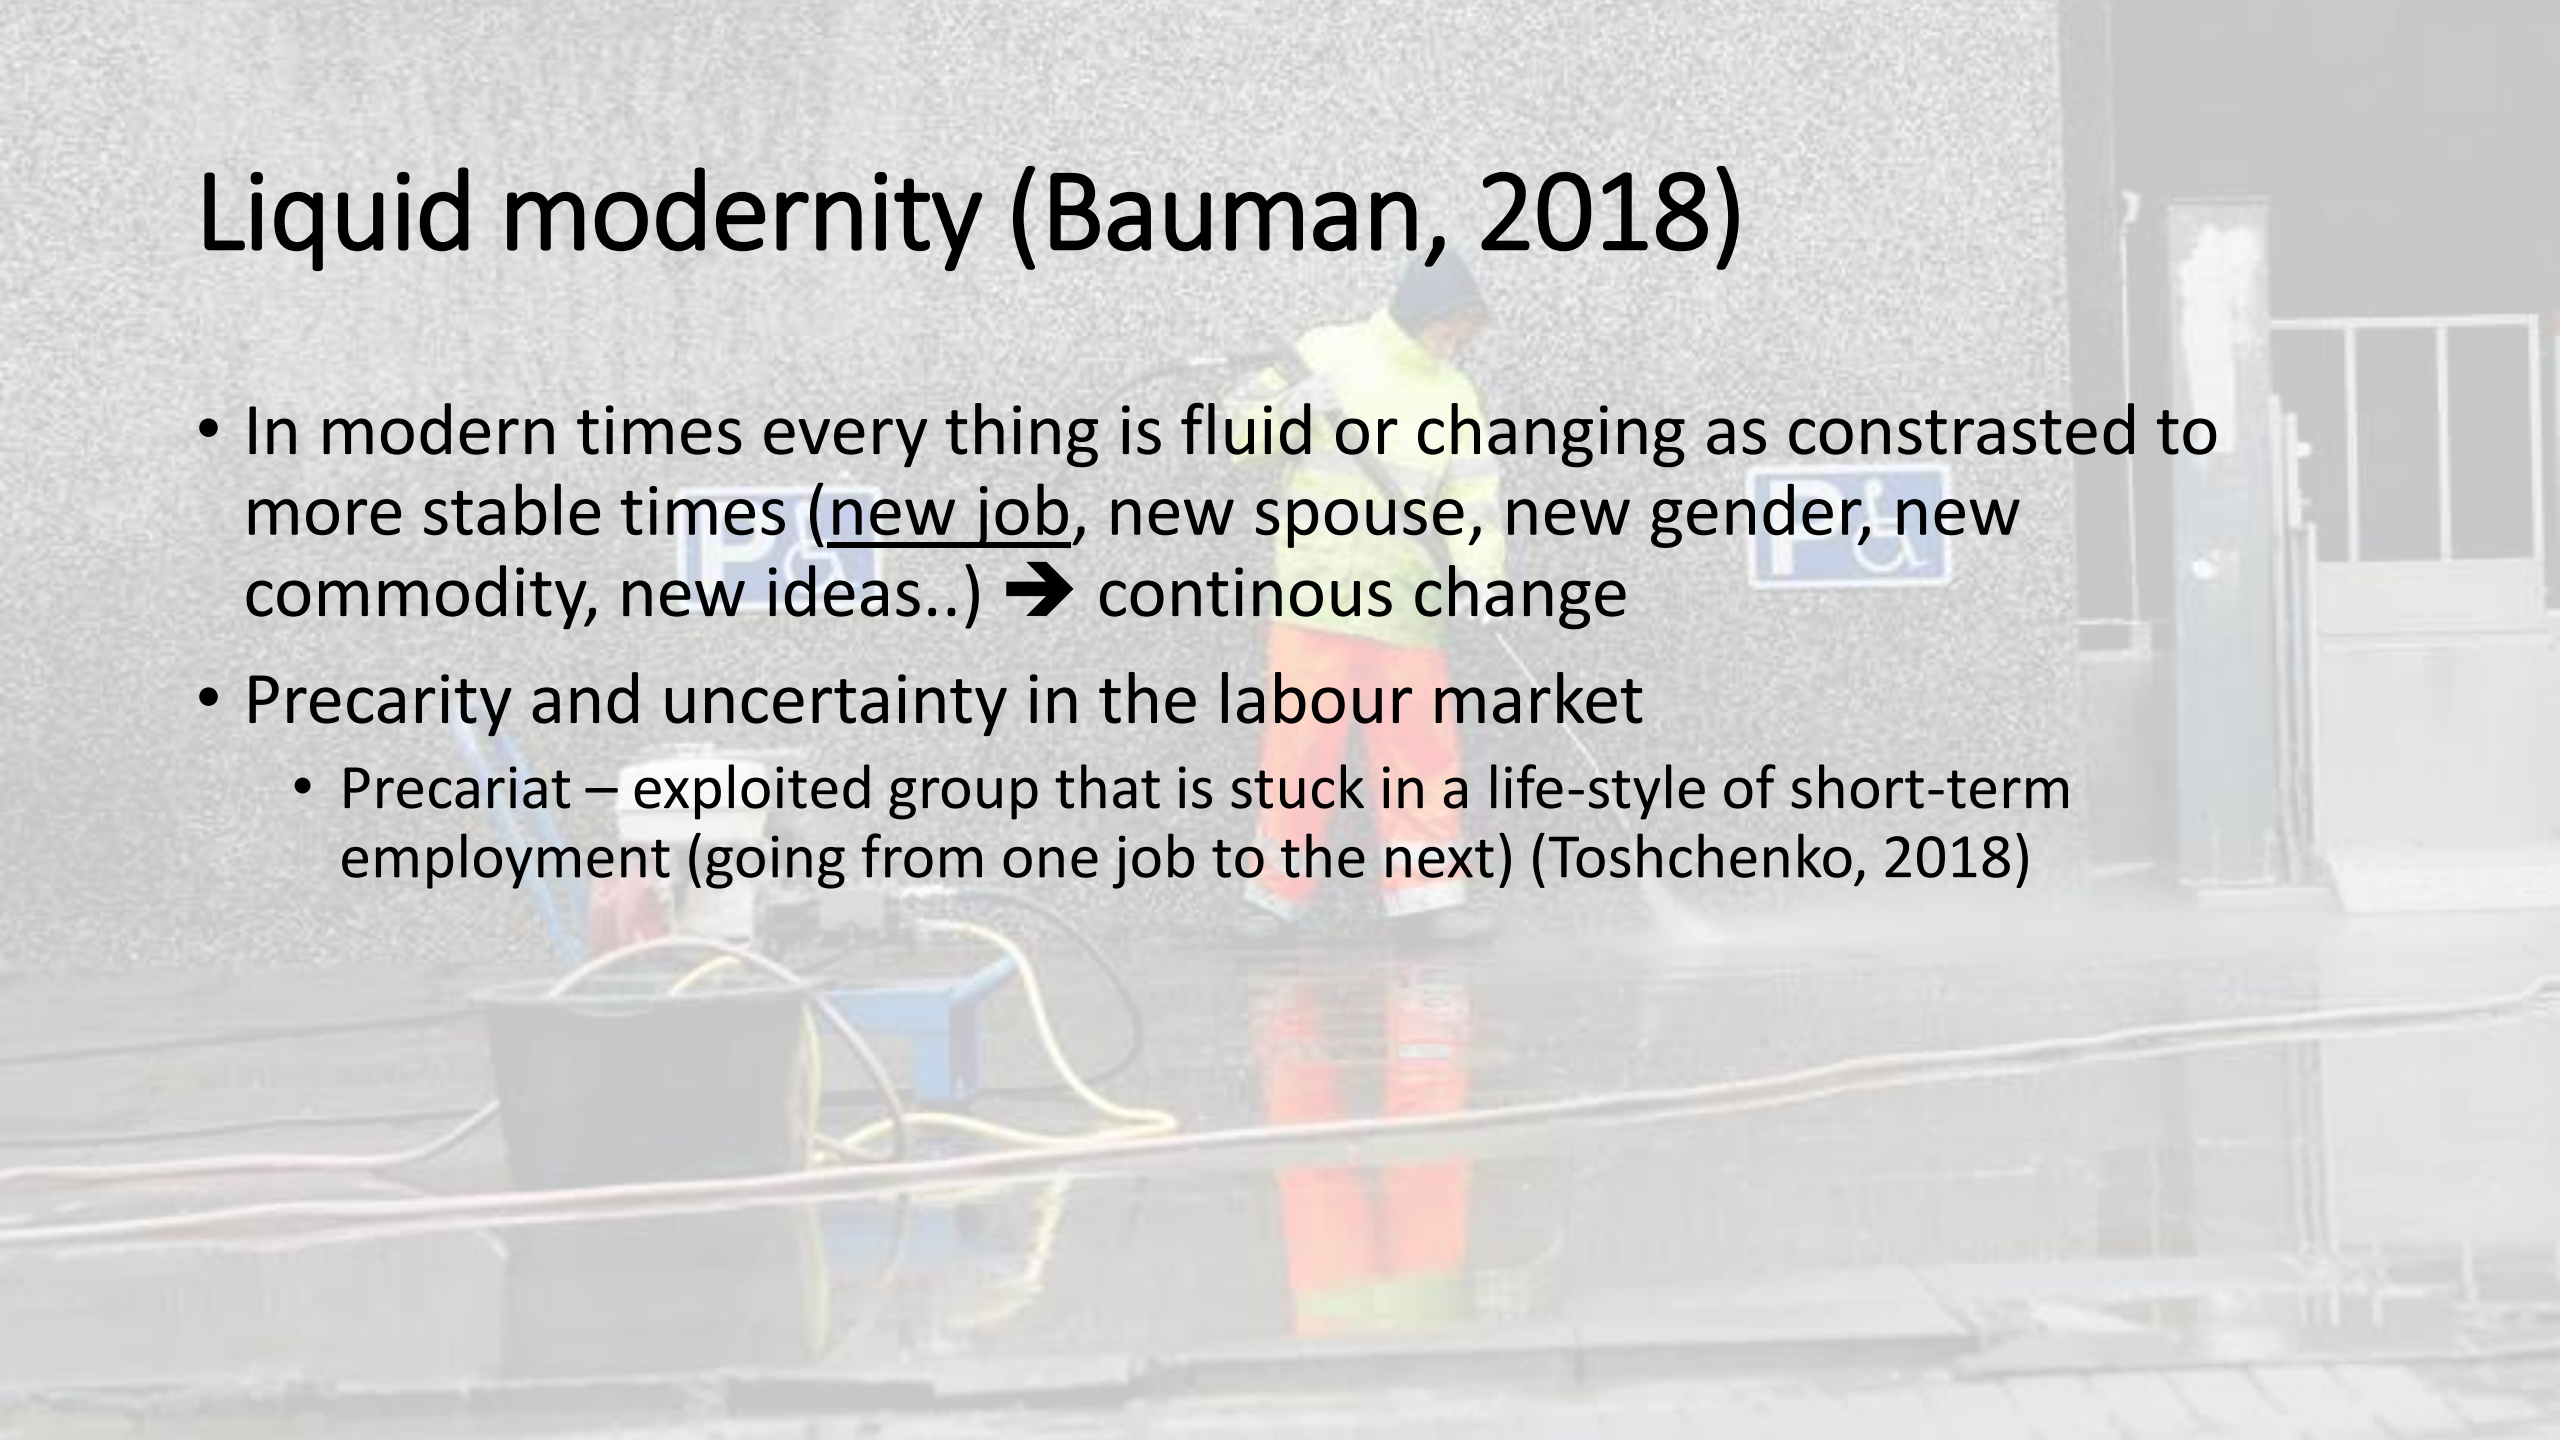 Liquid modernity (Bauman, 2018)
• In modern times every thing is fluid or changing as constrasted to
more stable times (new job, new spouse, new gender, new
commodity, new ideas..) 🡺 continous change
• Precarity and uncertainty in the labour market
• Precariat – exploited group that is stuck in a life-style of short-term
employment (going from one job to the next) (Toshchenko, 2018)
P
P